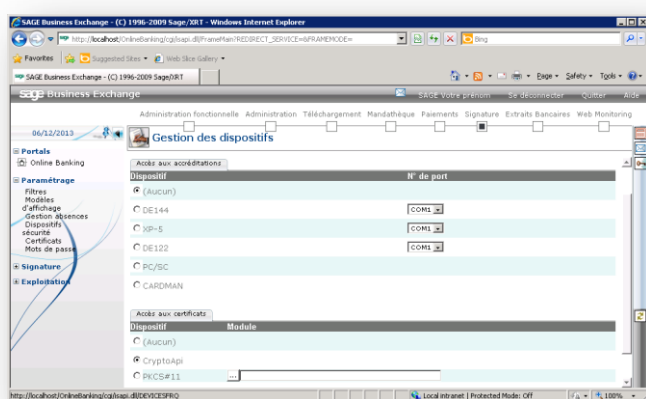 SAGE Business Exchange - (C) 1996-2009 Sage/XRT - Windows Internet Explorer
http://localhost/OnlineBanking/cgi/isapi.dll/FrameMain?REDIRECT_SERVICE=&FRAMEMODE=
Bing
Favorites Suggested Sites Web Slice Gallery
SAGE Business Exchange - (C) 1996-2009 Sage/XRT
Page Safety Tools
sage Business Exchange
SAGE Votre prénom Se déconnecter Quitter Aide
Administration fonctionnelle Administration Téléchargement Mandathèque Paiements Signature Extraits Bancaires Web Monitoring
06/12/2013
Gestion des dispositifs
Portals
Online Banking
Paramétrage
Filtres
Modèles
d'affichage
Gestion absences
Dispositifs
sécurité
Certificats
Mots de passe
Signature
Exploitation
Accès aux accréditations
Dispositif N° de port
(Aucun)
DE144 COM1
XP-5 COM1
DE122 COM1
PC/SC
CARDMAN
Accès aux certificats
Dispositif Module
(Aucun)
CryptoApi
PKCS#11 ...
http://localhost/OnlineBanking/cgi/isapi.dll/DEVICESFRQ
Local intranet | Protected Mode: Off
100%